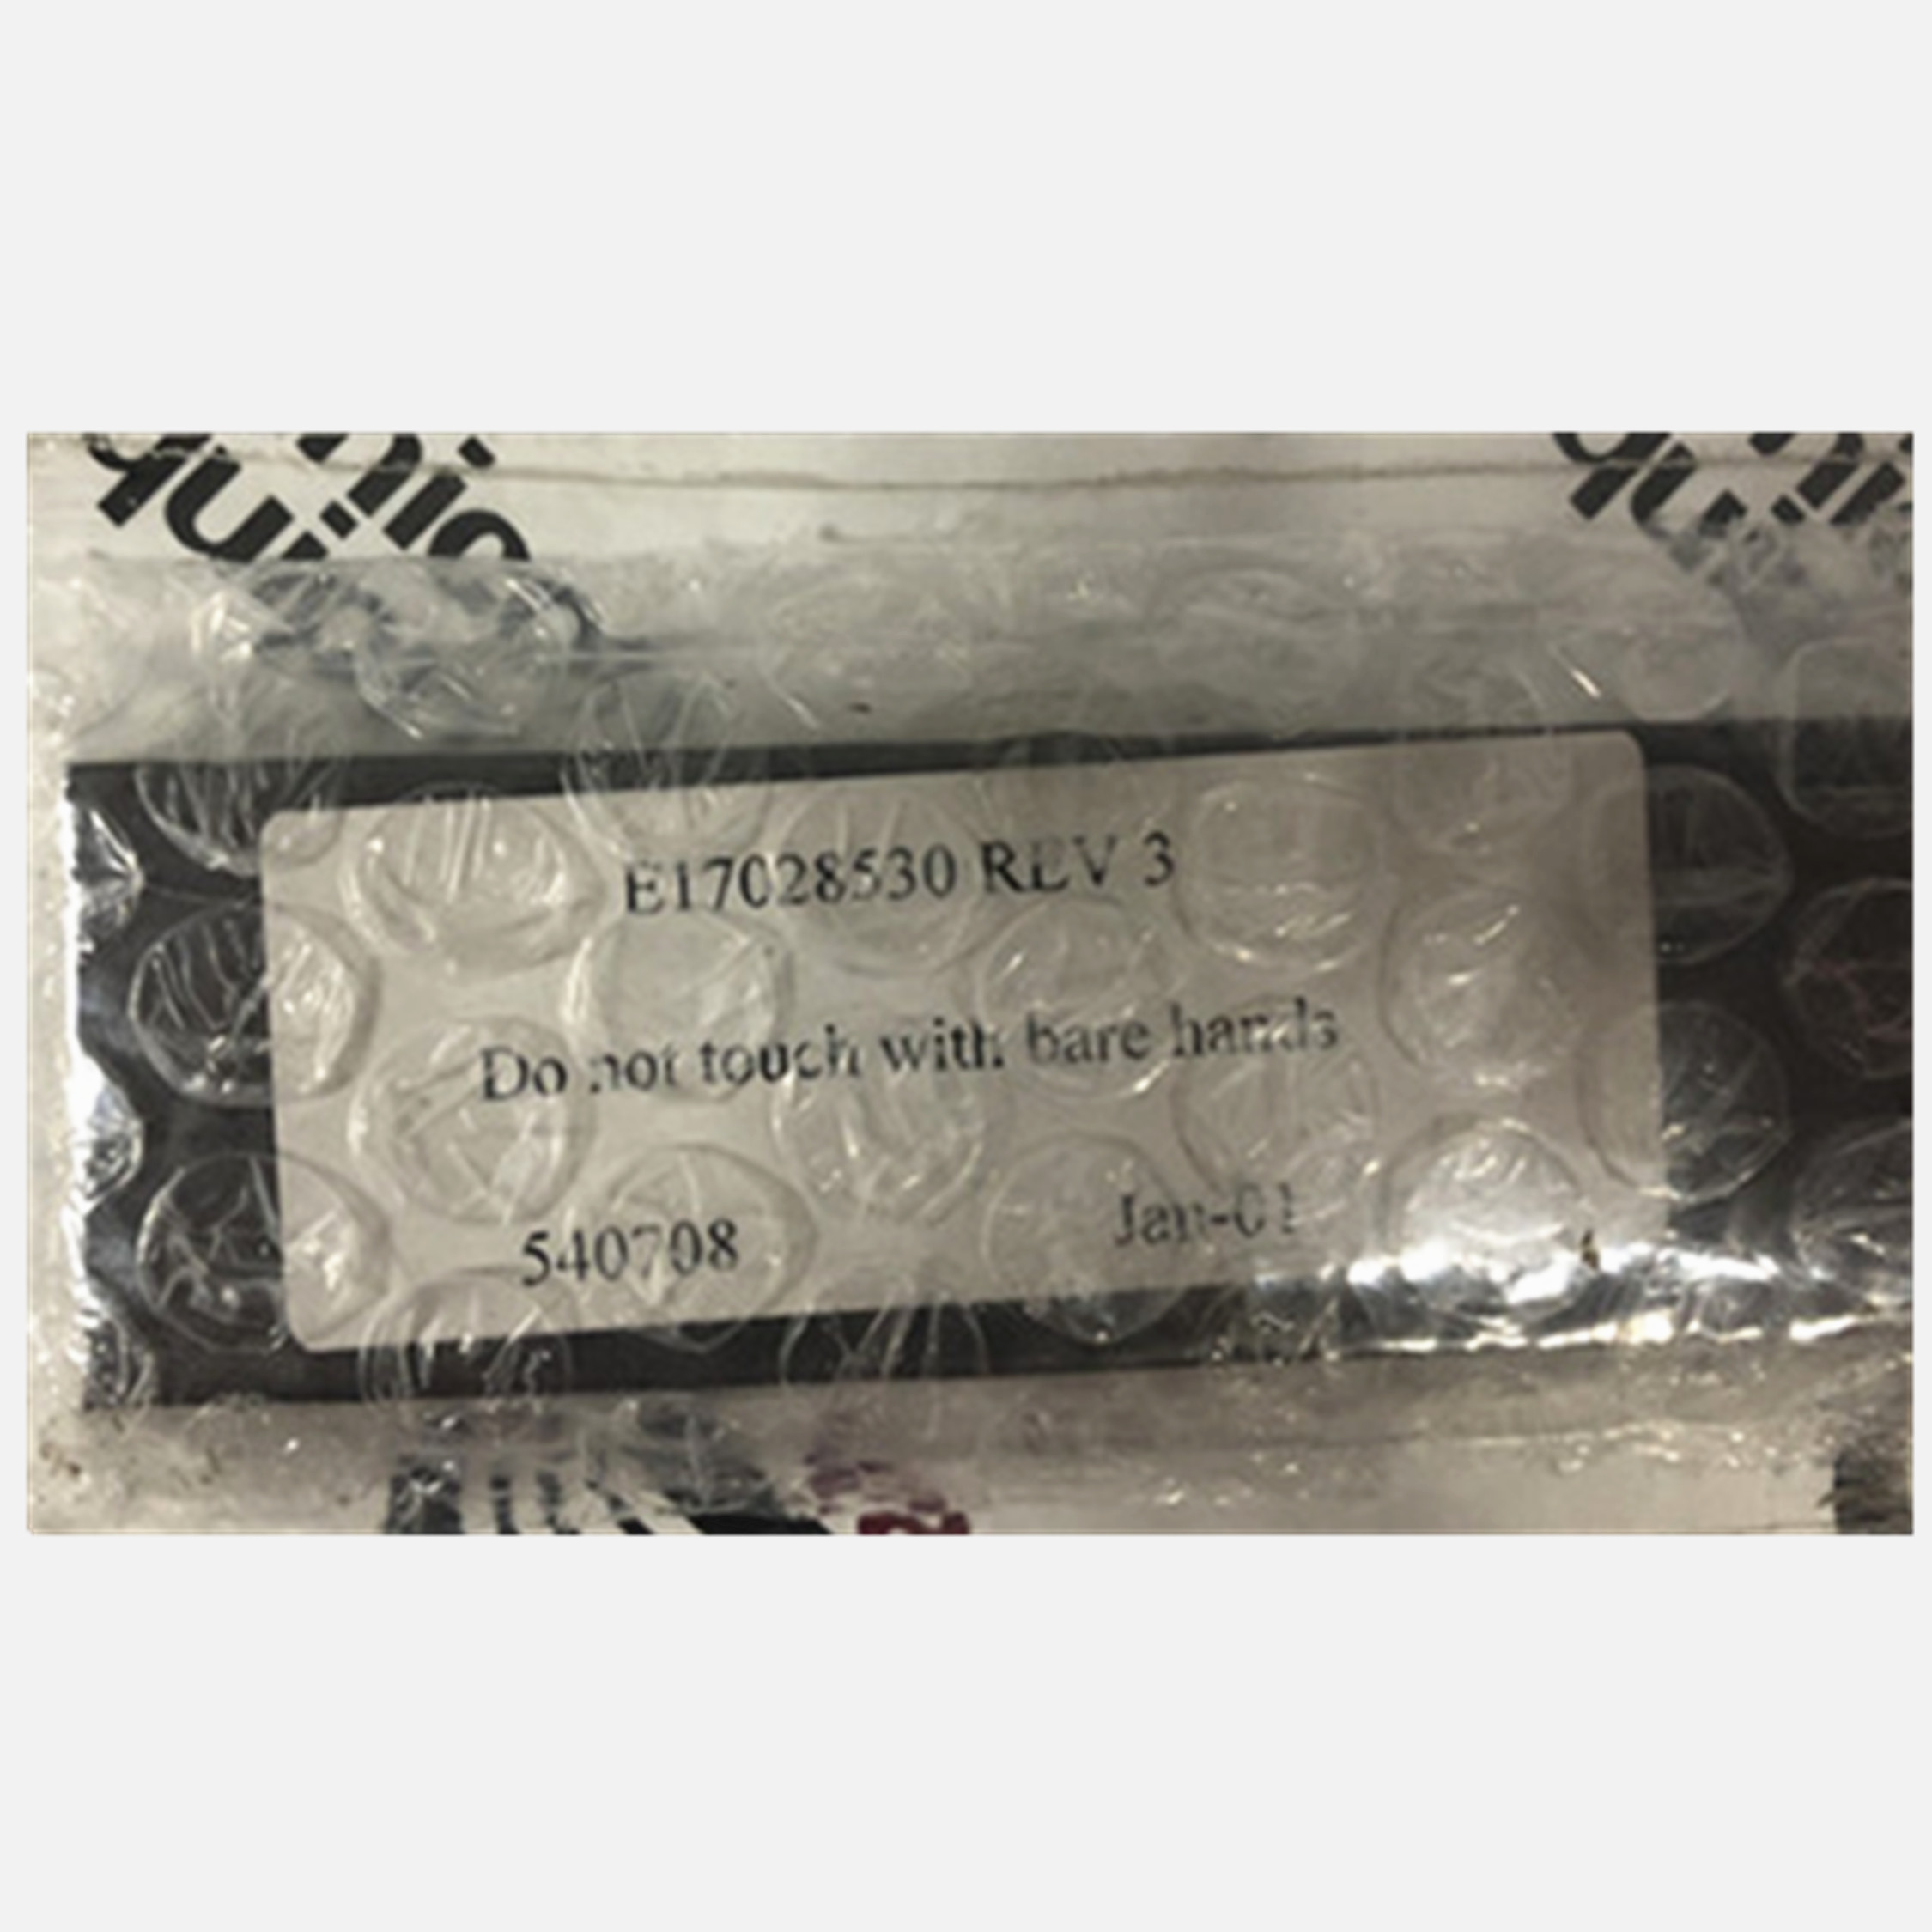 E17028530 REV 3
Do not touch with bare hands
540708
Jan-01